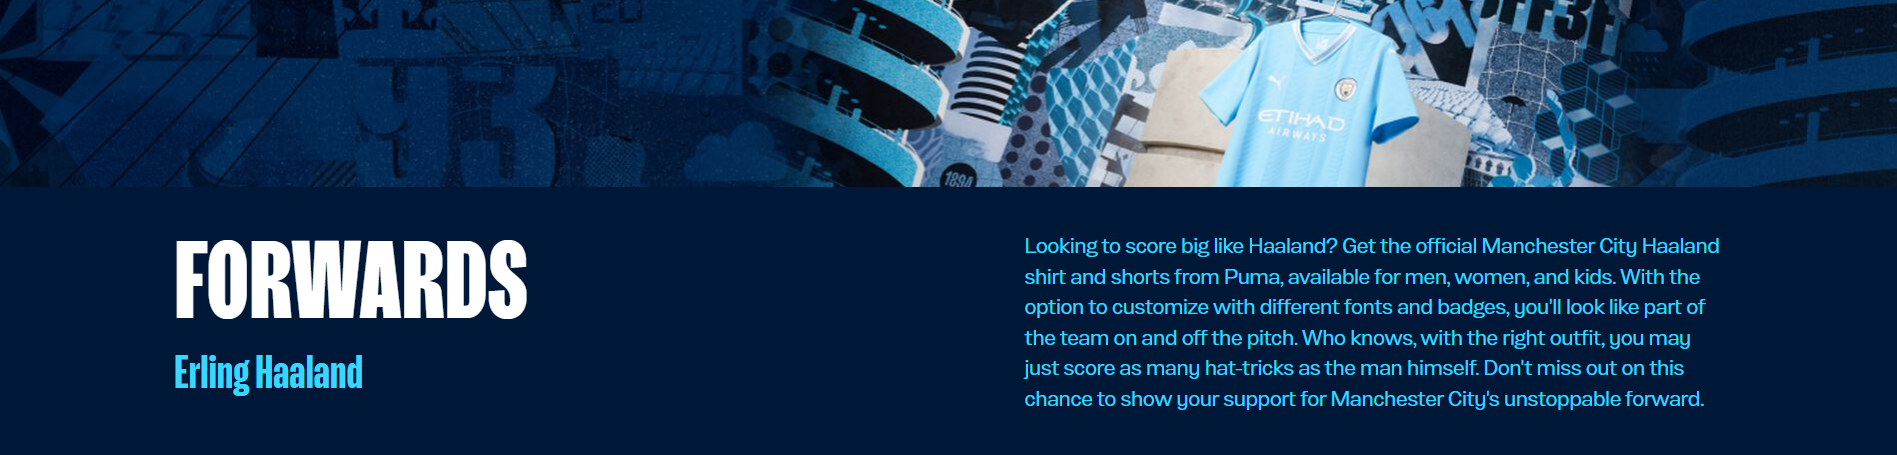 93
1894
ETIHAD
AIRWAYS
FORWARDS
Erling Haaland
Looking to score big like Haaland? Get the official Manchester City Haaland
shirt and shorts from Puma, available for men, women, and kids. With the
option to customize with different fonts and badges, you'll look like part of
the team on and off the pitch. Who knows, with the right outfit, you may
just score as many hat-tricks as the man himself. Don't miss out on this
chance to show your support for Manchester City's unstoppable forward.